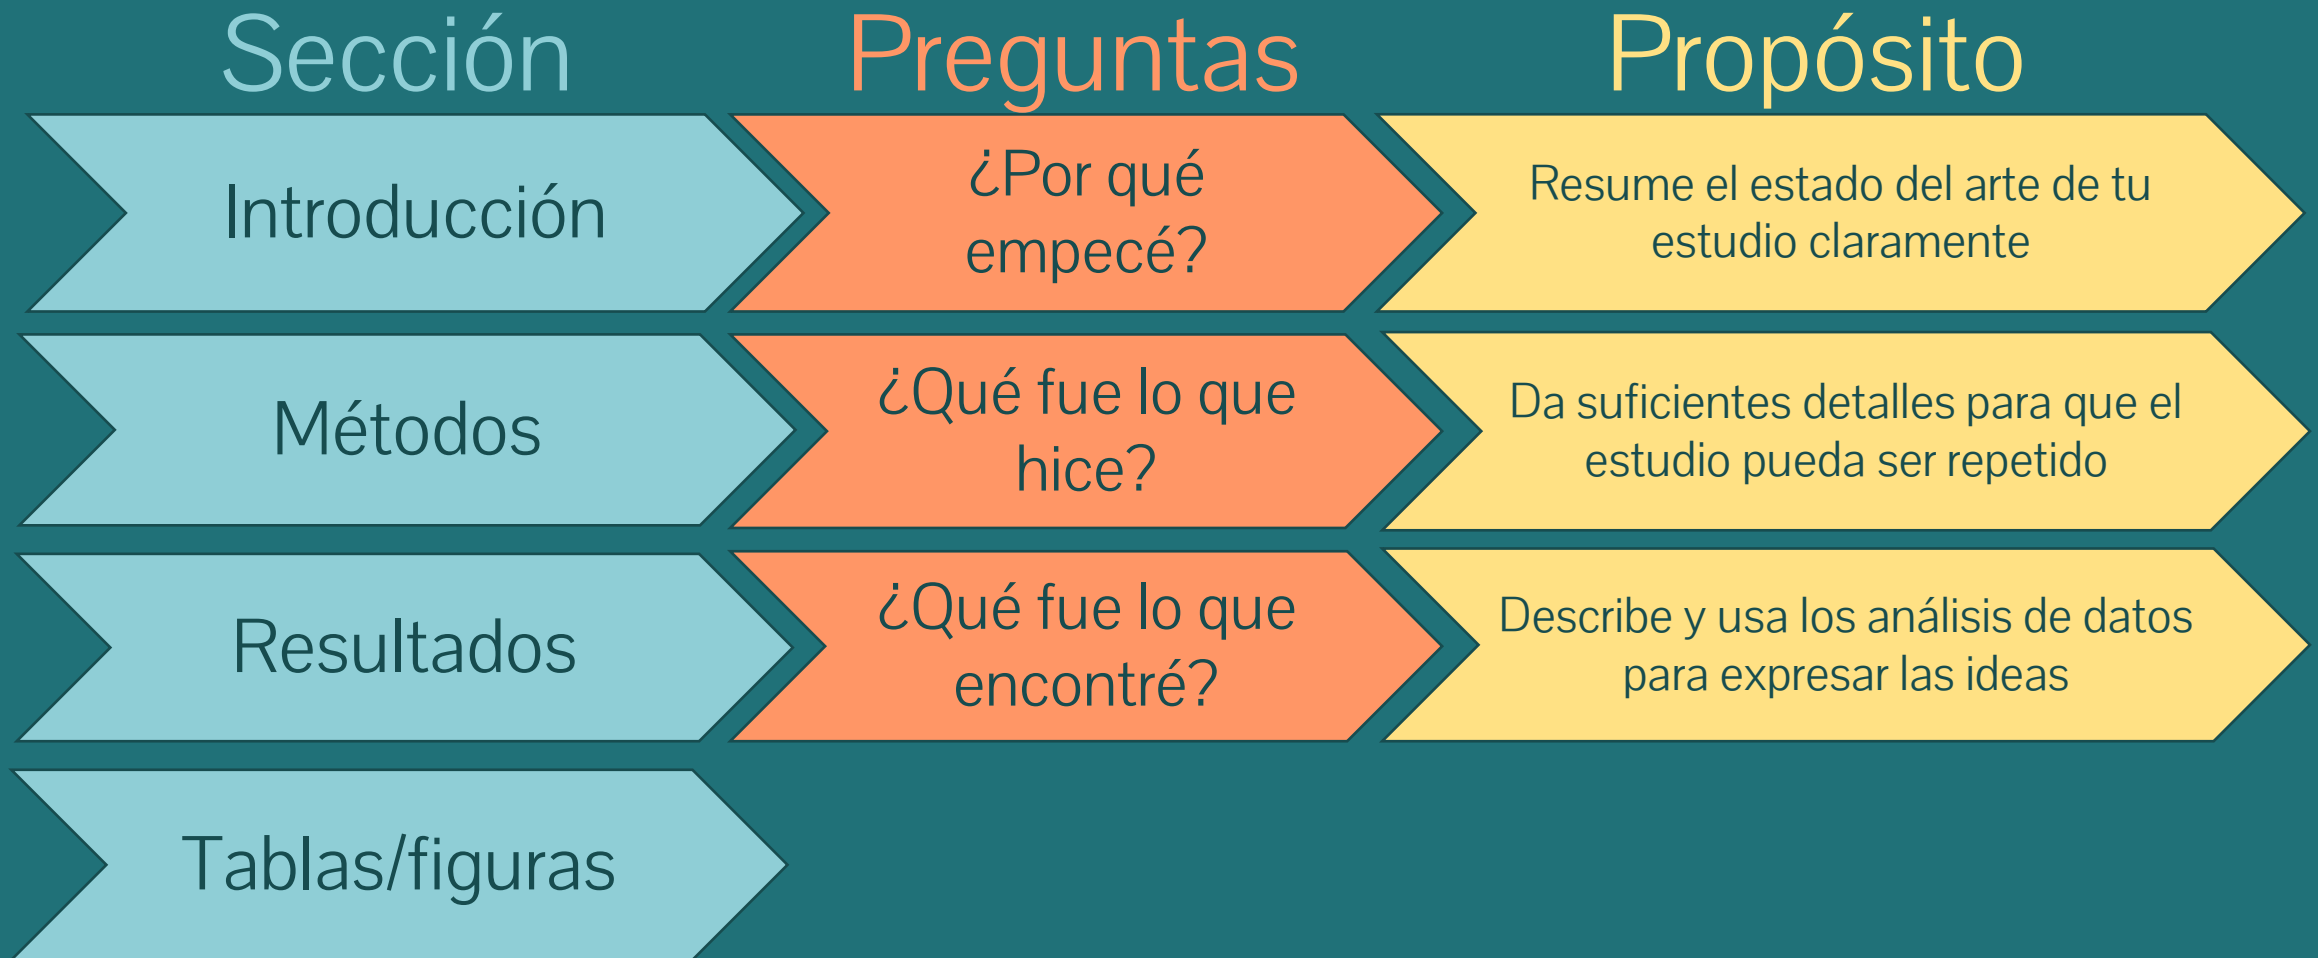 Sección
Preguntas
Propósito
Introducción
¿Por qué
empecé?
Resume el estado del arte de tu
estudio claramente
Métodos
¿Qué fue lo que
hice?
Da suficientes detalles para que el
estudio pueda ser repetido
Resultados
¿Qué fue lo que
encontré?
Describe y usa los análisis de datos
para expresar las ideas
Tablas/figuras